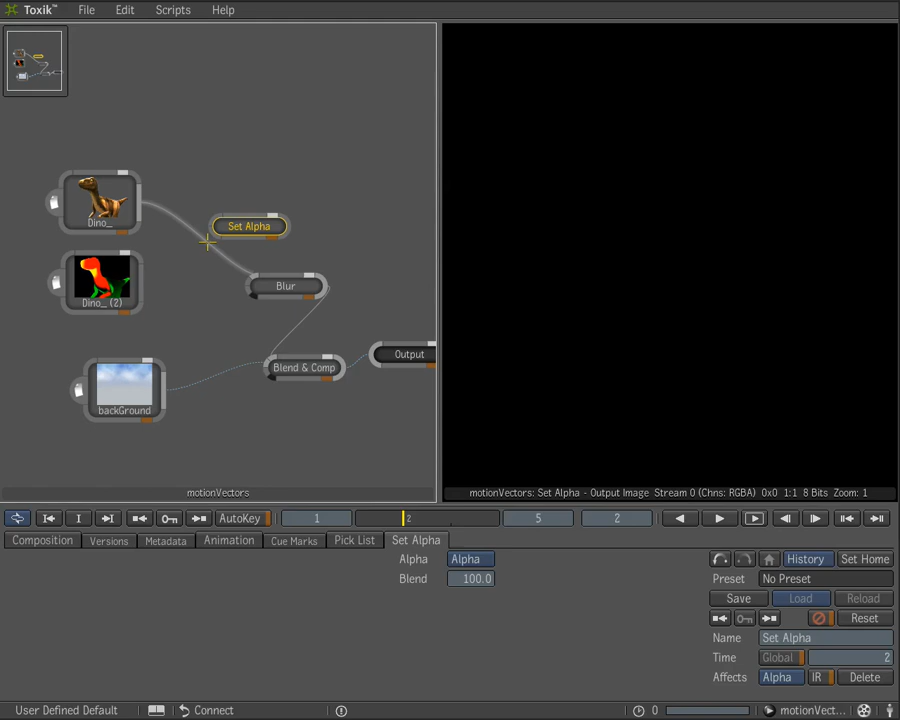 Toxik™ File Edit Scripts Help
Dino_
Set Alpha
Dino_ (2)
Blur
Output
Blend & Comp
backGround
motionVectors
motionVectors: Set Alpha - Output Image Stream 0 (Chns: RGBA) 0x0 1:1 8 Bits Zoom: 1
AutoKey 1 2 5 2
Composition Versions Metadata Animation Cue Marks Pick List Set Alpha
Alpha Alpha History Set Home
Blend 100.0 Preset No Preset
Save Load Reload
Reset
Name Set Alpha
Time Global 2
Affects Alpha IR Delete
User Defined Default Connect 0 motionVect...